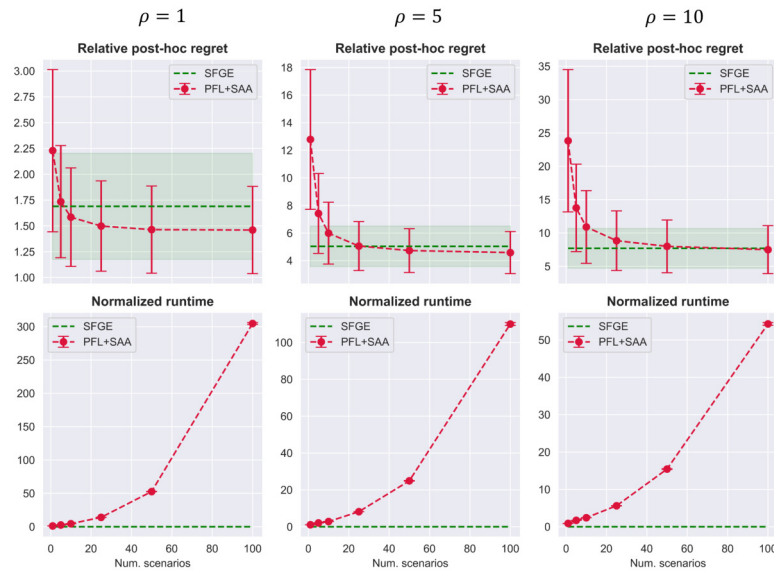 ρ = 1
ρ = 5
ρ = 10
Relative post-hoc regret
Relative post-hoc regret
Relative post-hoc regret
3.00
2.75
2.50
2.25
2.00
1.75
1.50
1.25
1.00
SFGE
PFL+SAA
18
16
14
12
10
8
6
4
SFGE
PFL+SAA
35
30
25
20
15
10
5
SFGE
PFL+SAA
Normalized runtime
Normalized runtime
Normalized runtime
300
250
200
150
100
50
0
SFGE
PFL+SAA
0 20 40 60 80 100
Num. scenarios
100
80
60
40
20
0
SFGE
PFL+SAA
0 20 40 60 80 100
Num. scenarios
50
40
30
20
10
0
SFGE
PFL+SAA
0 20 40 60 80 100
Num. scenarios